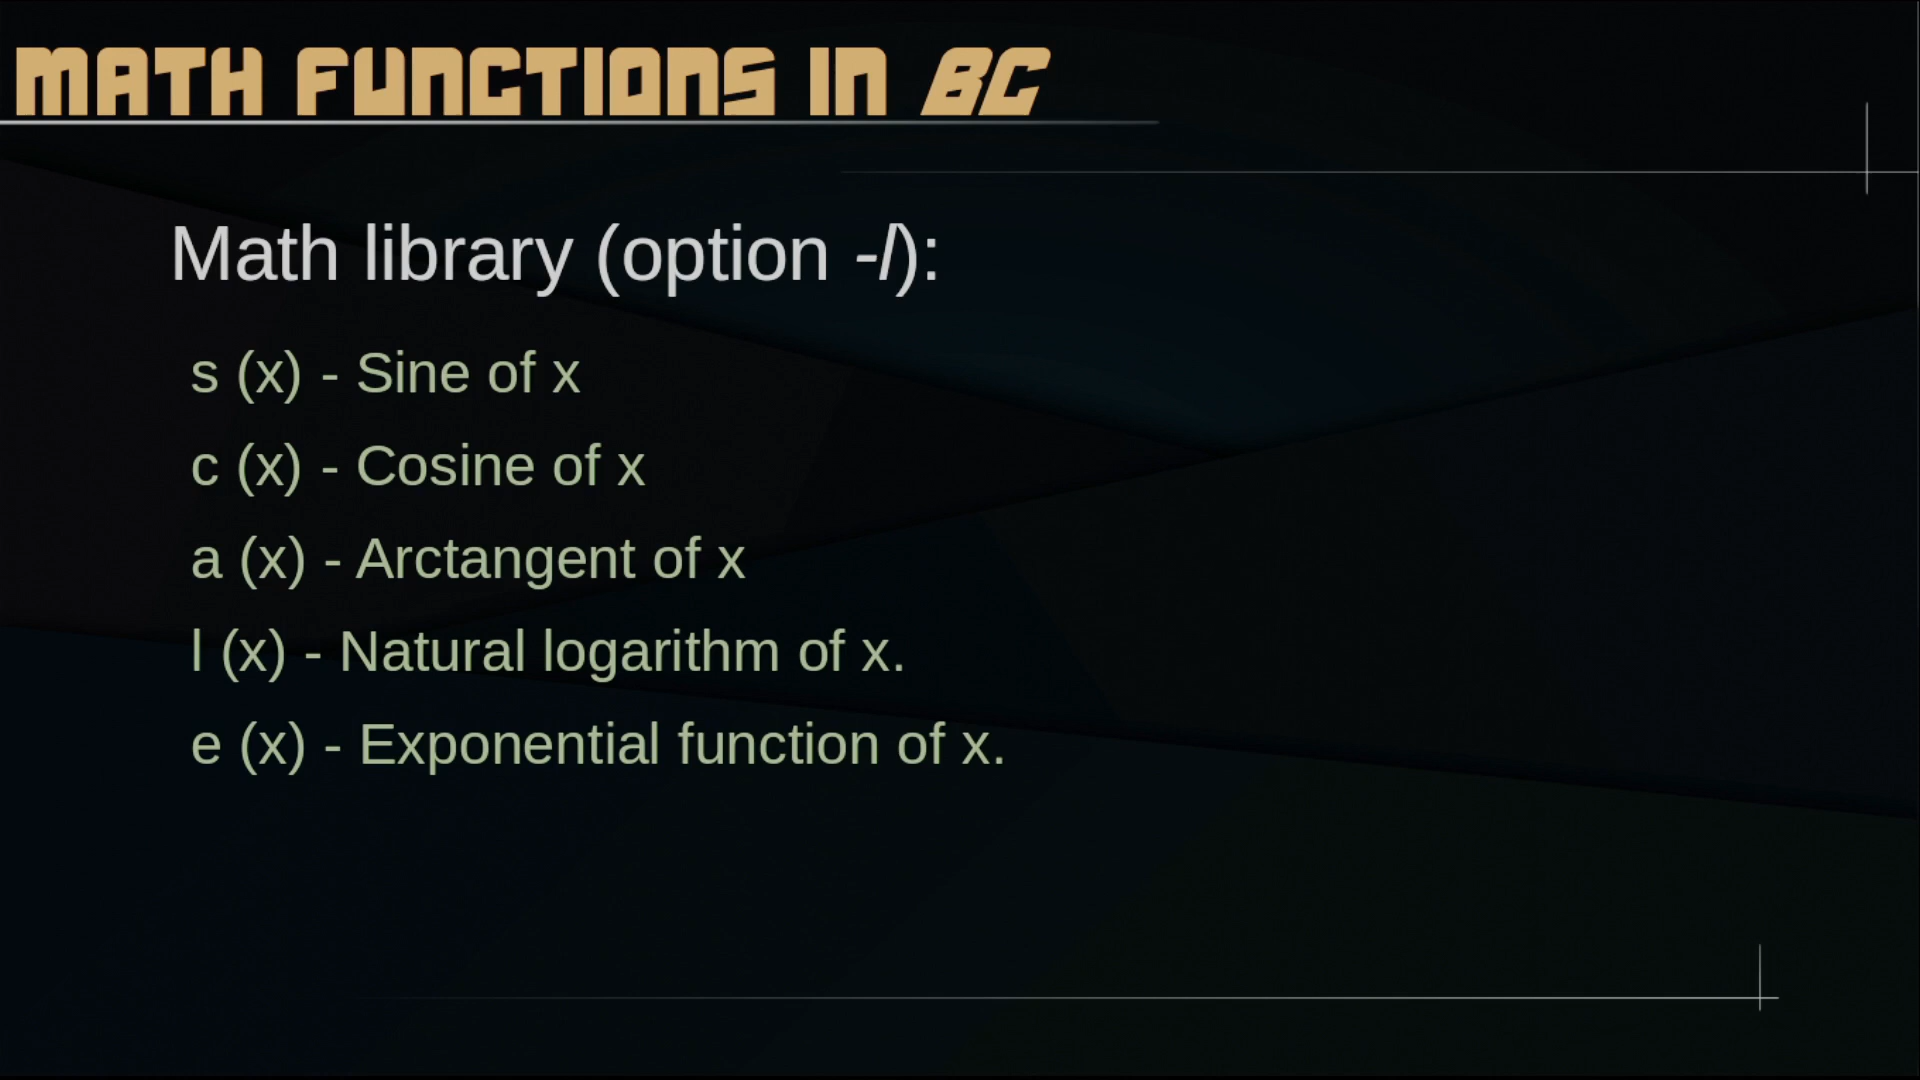 MATH FUNCTIONS IN BC
Math library (option -l):
s (x) - Sine of x
c (x) - Cosine of x
a (x) - Arctangent of x
l (x) - Natural logarithm of x.
e (x) - Exponential function of x.